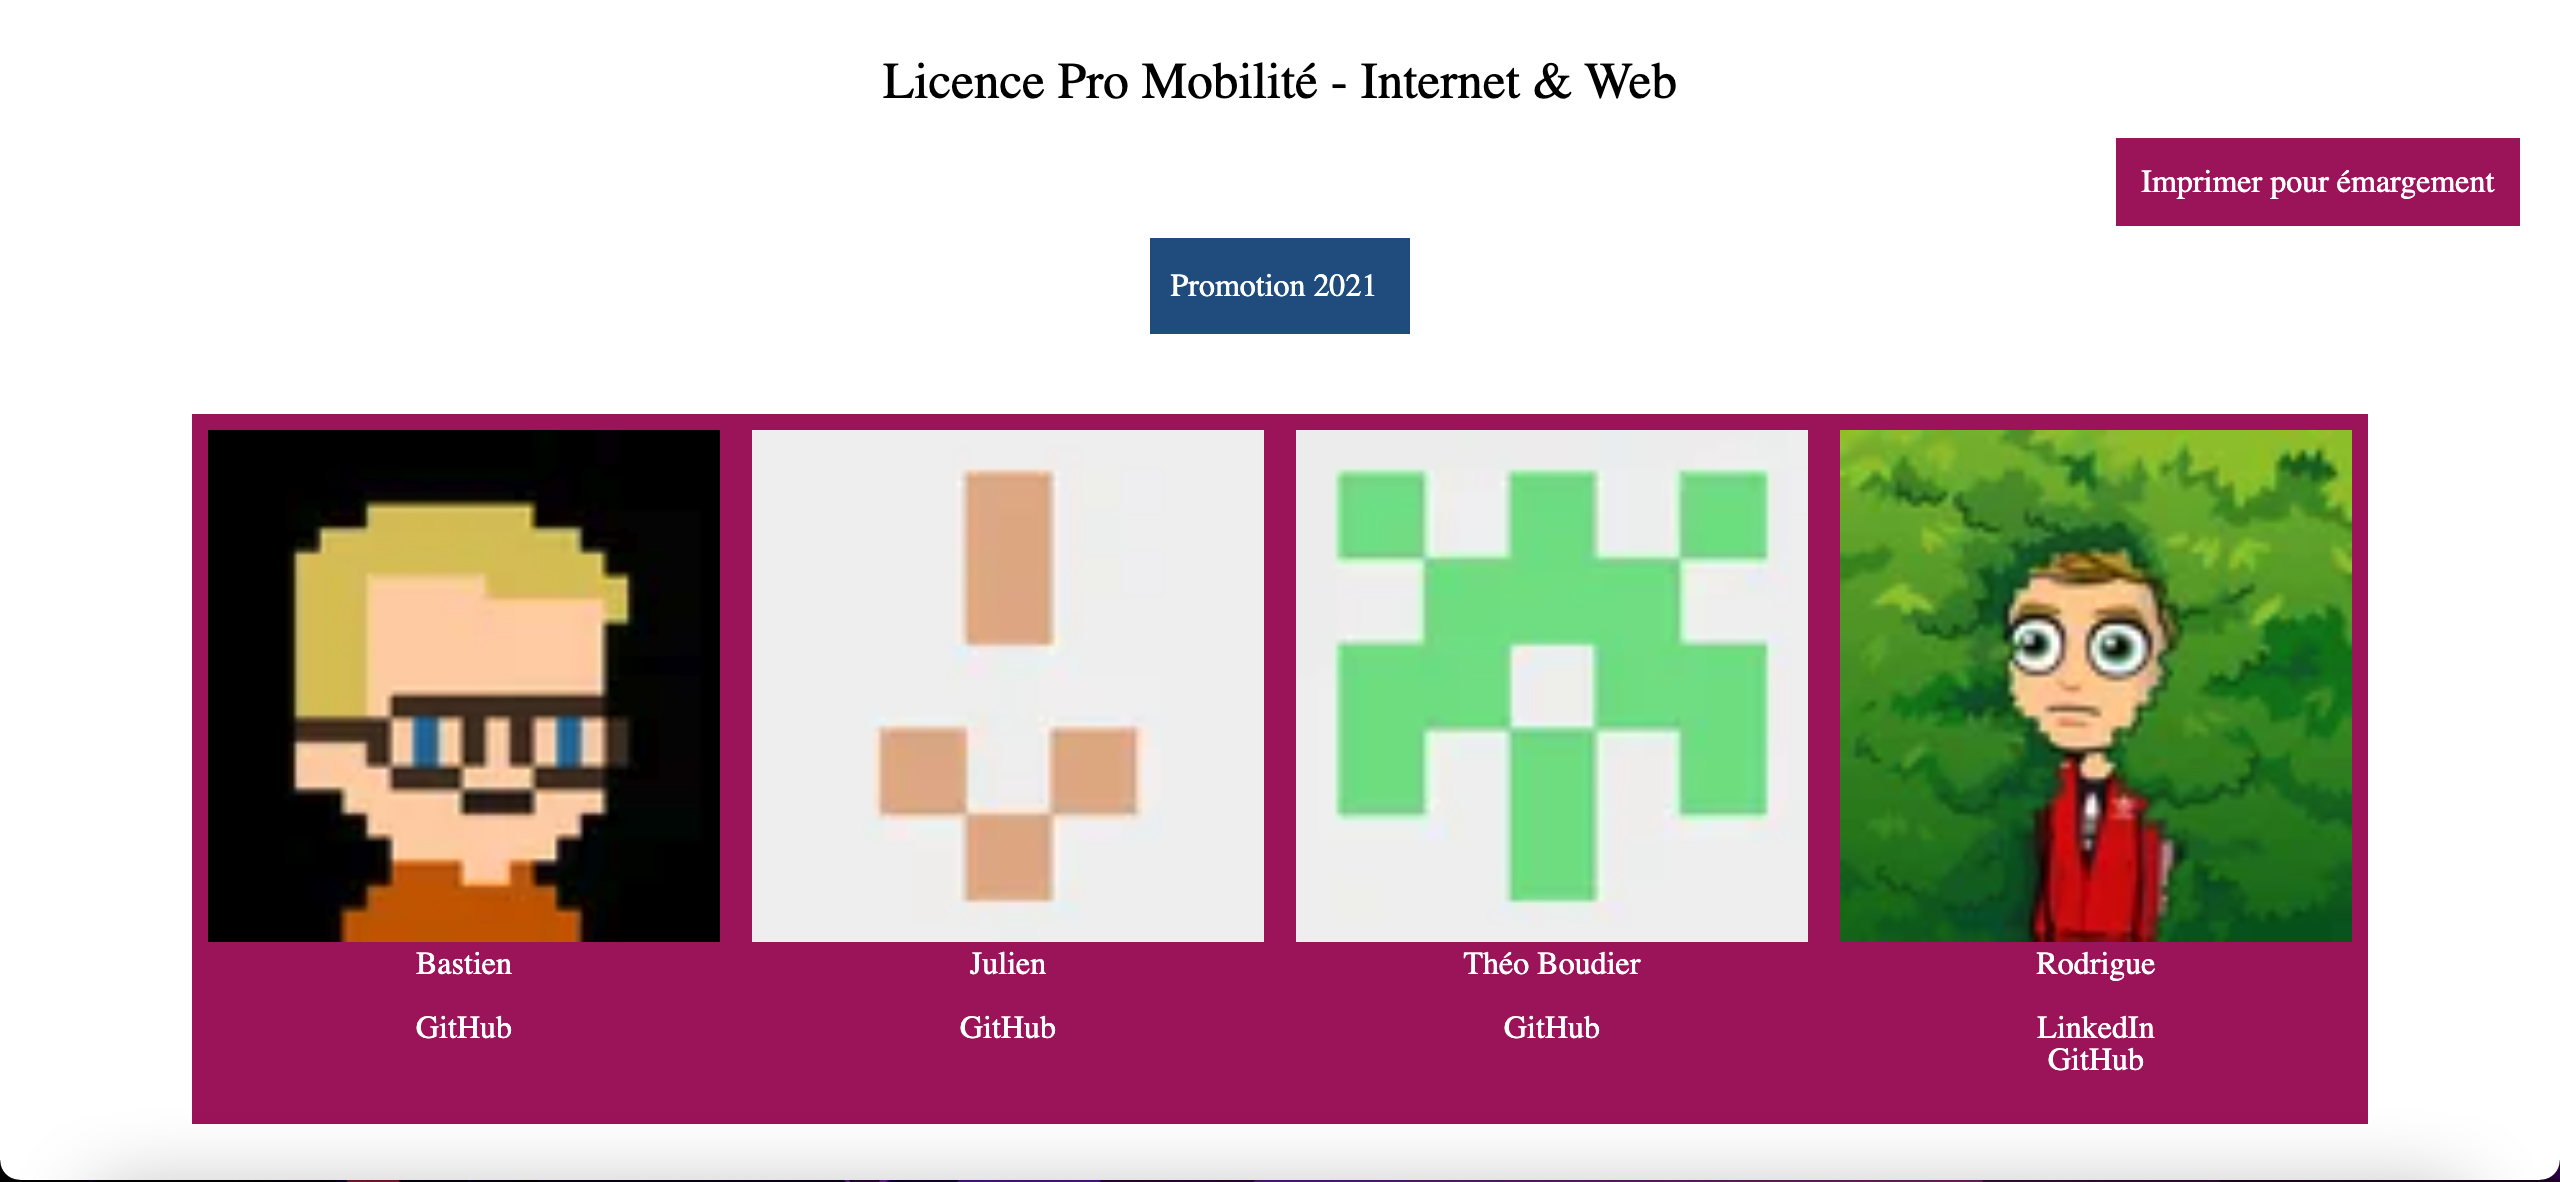 Licence Pro Mobilité - Internet & Web
Imprimer pour émargement
Promotion 2021
Bastien
GitHub
Julien
GitHub
Théo Boudier
GitHub
Rodrigue
LinkedIn
GitHub